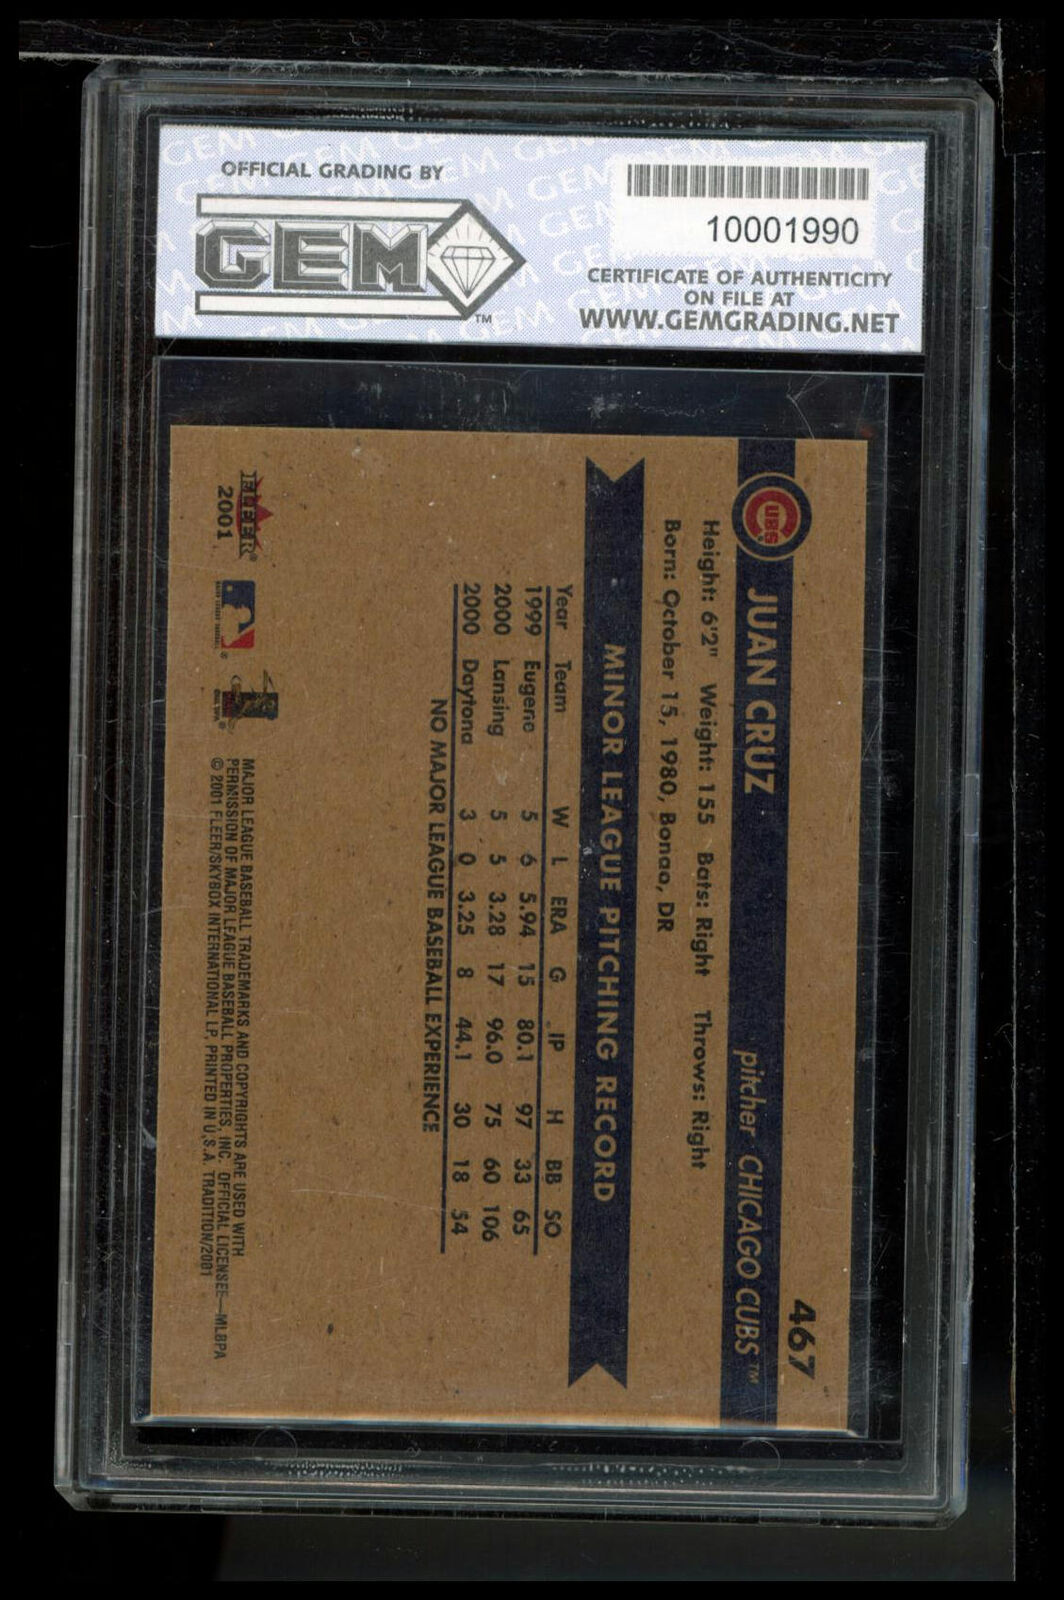 OFFICIAL GRADING BY
GEM
™
10001990
CERTIFICATE OF AUTHENTICITY
ON FILE AT
WWW.GEMGRADING.NET
467
CUBS
JUAN CRUZ pitcher CHICAGO CUBS™
Height: 6'2" Weight: 155 Bats: Right Throws: Right
Born: October 15, 1980, Bonao, DR
MINOR LEAGUE PITCHING RECORD
Year Team W L ERA G IP H BB SO
1999 Eugene 5 6 5.94 15 80.1 97 33 65
2000 Lansing 5 5 3.28 17 96.0 75 60 106
2000 Daytona 3 0 3.25 8 44.1 30 18 54
NO MAJOR LEAGUE BASEBALL EXPERIENCE
FLEER®
2001
MAJOR LEAGUE BASEBALL TRADEMARKS AND COPYRIGHTS ARE USED WITH
PERMISSION OF MAJOR LEAGUE BASEBALL PROPERTIES, INC. OFFICIAL LICENSEE—MLBPA
© 2001 FLEER/SKYBOX INTERNATIONAL LP, PRINTED IN U.S.A. TRADITION/2001